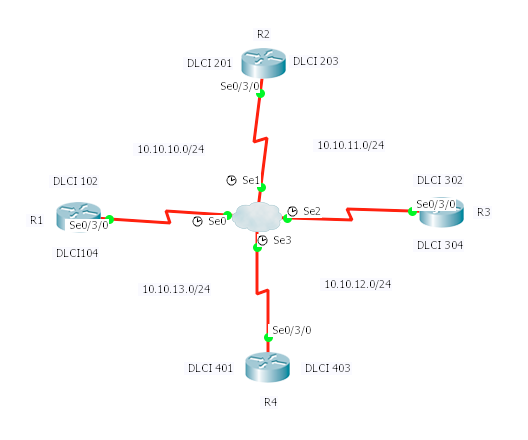 R2
DLCI 201
DLCI 203
Se0/3/0
10.10.10.0/24
10.10.11.0/24
DLCI 102
Se1
DLCI 302
R1
Se0/3/0
Se0
Se2
Se0/3/0
R3
DLCI104
Se3
DLCI 304
10.10.13.0/24
10.10.12.0/24
Se0/3/0
DLCI 401
DLCI 403
R4